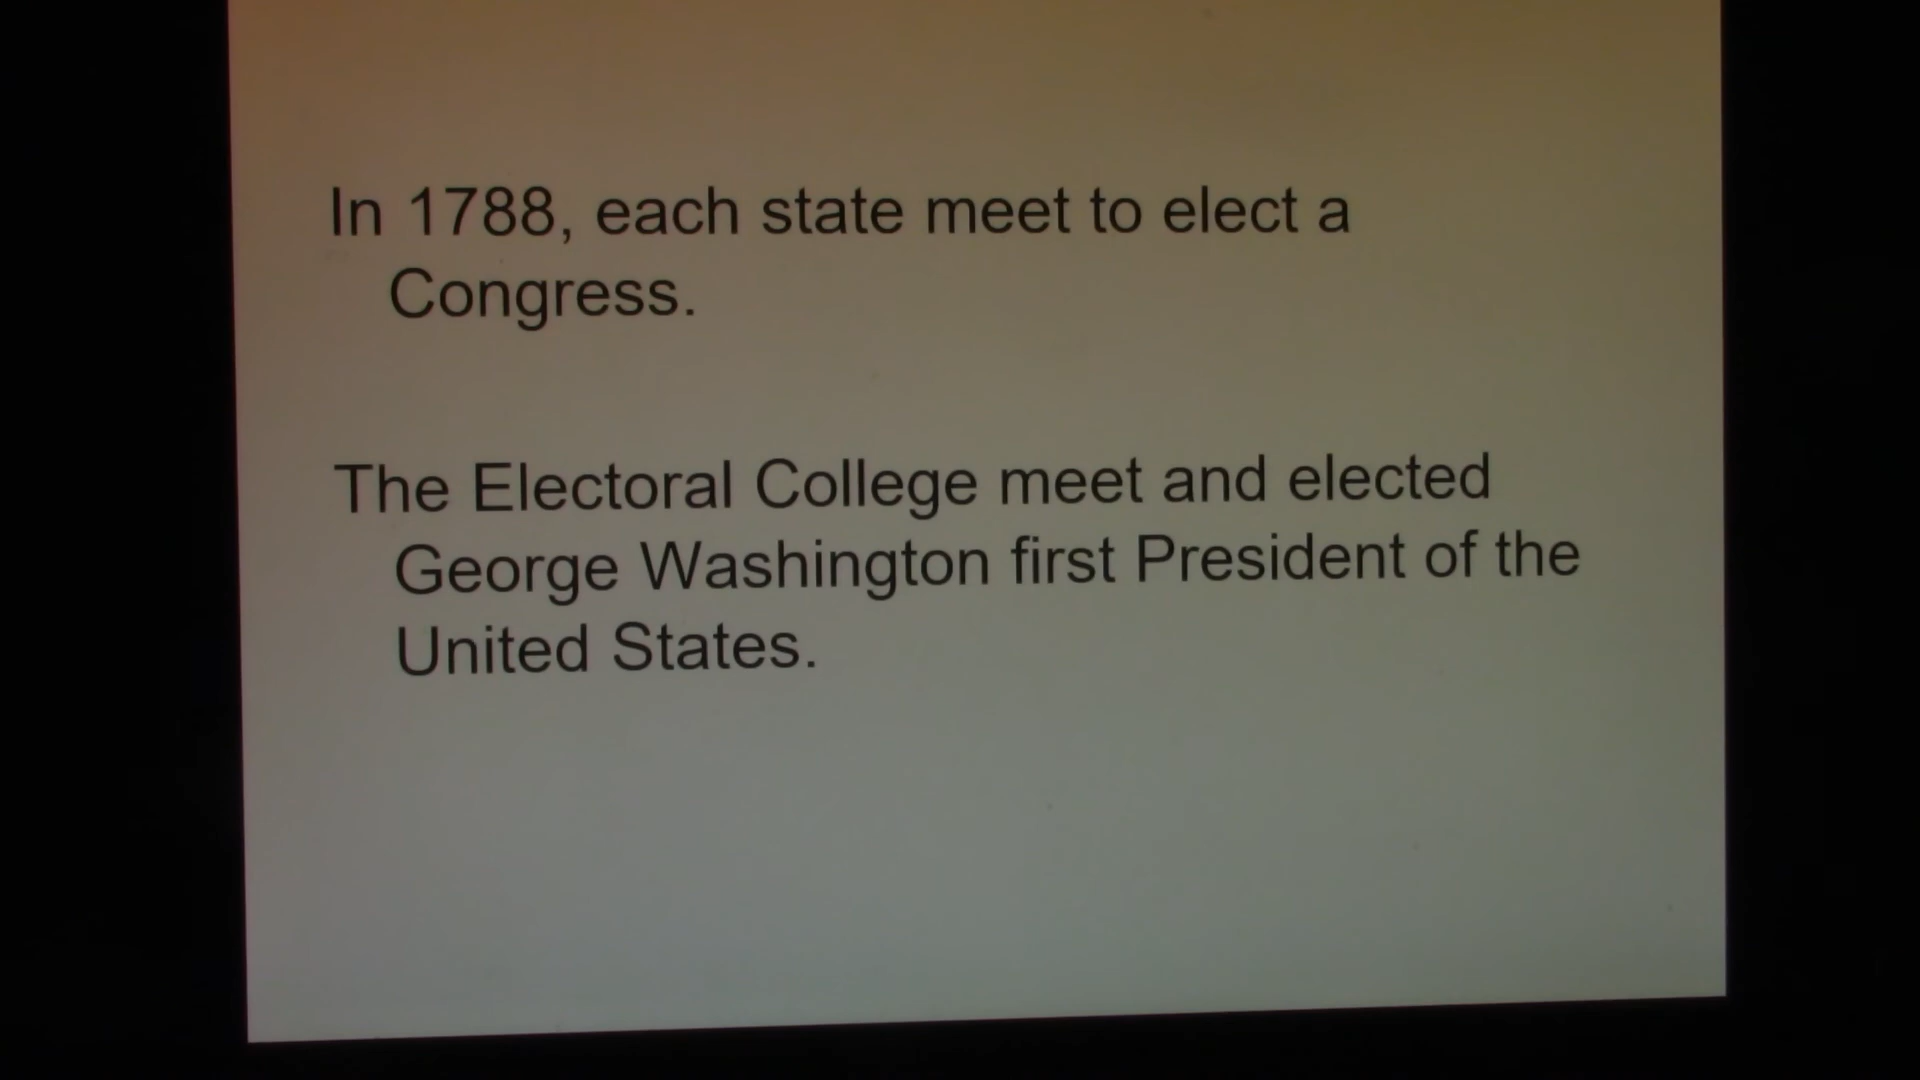 In 1788, each state meet to elect a
Congress.
The Electoral College meet and elected
George Washington first President of the
United States.